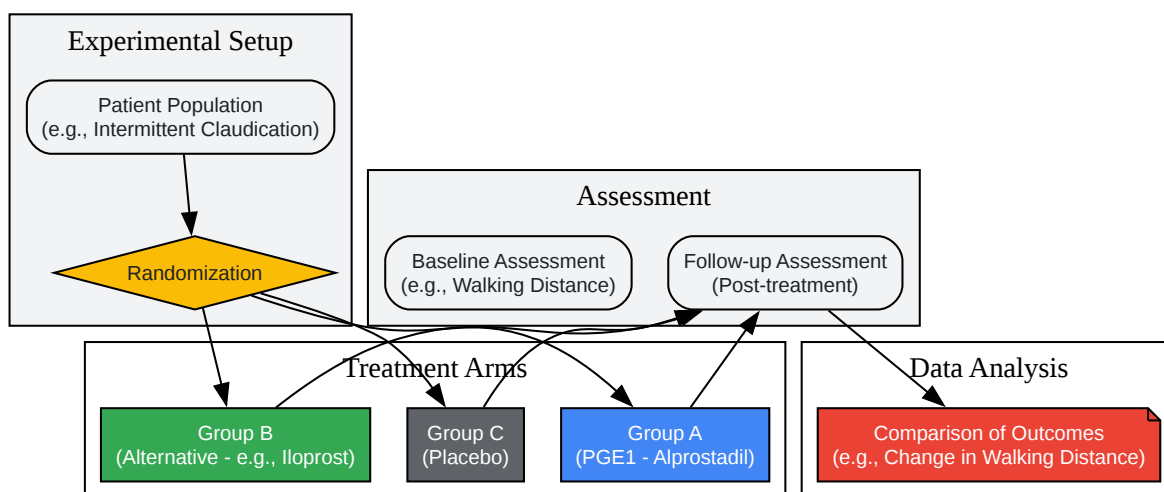 Experimental Setup
Patient Population
(e.g., Intermittent Claudication)
Randomization
Assessment
Baseline Assessment
(e.g., Walking Distance)
Follow-up Assessment
(Post-treatment)
Treatment Arms
Group B
(Alternative - e.g., Iloprost)
Group C
(Placebo)
Group A
(PGE1 - Alprostadil)
Data Analysis
Comparison of Outcomes
(e.g., Change in Walking Distance)